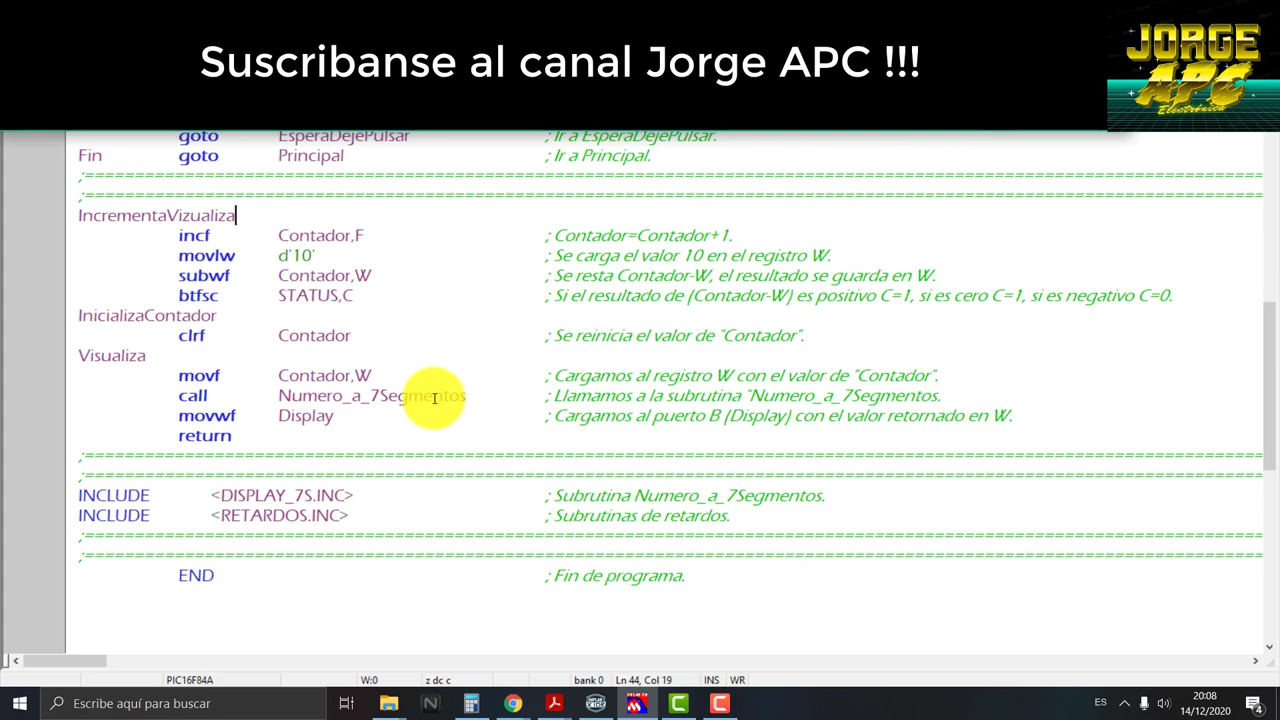 Suscribanse al canal Jorge APC !!!
JORGE
APC
Electrónica
goto EsperaDejePulsar ; Ir a EsperaDejePulsar.
Fin goto Principal ; Ir a Principal.
;==========================================================================
;==========================================================================
IncrementaVizualiza
incf Contador,F ; Contador=Contador+1.
movlw d'10' ; Se carga el valor 10 en el registro W.
subwf Contador,W ; Se resta Contador-W, el resultado se guarda en W.
btfsc STATUS,C ; Si el resultado de (Contador-W) es positivo C=1, si es cero C=1, si es negativo C=0.
InicializaContador
clrf Contador ; Se reinicia el valor de "Contador".
Visualiza
movf Contador,W ; Cargamos al registro W con el valor de "Contador".
call Numero_a_7Segmentos ; Llamamos a la subrutina "Numero_a_7Segmentos.
movwf Display ; Cargamos al puerto B (Display) con el valor retornado en W.
return
;==========================================================================
;==========================================================================
INCLUDE <DISPLAY_7S.INC> ; Subrutina Numero_a_7Segmentos.
INCLUDE <RETARDOS.INC> ; Subrutinas de retardos.
;==========================================================================
;==========================================================================
END ; Fin de programa.
PIC16F84A W:0 z dc c bank 0 Ln 44, Col 19 INS WR
Escribe aquí para buscar ES 20:08
14/12/2020 4